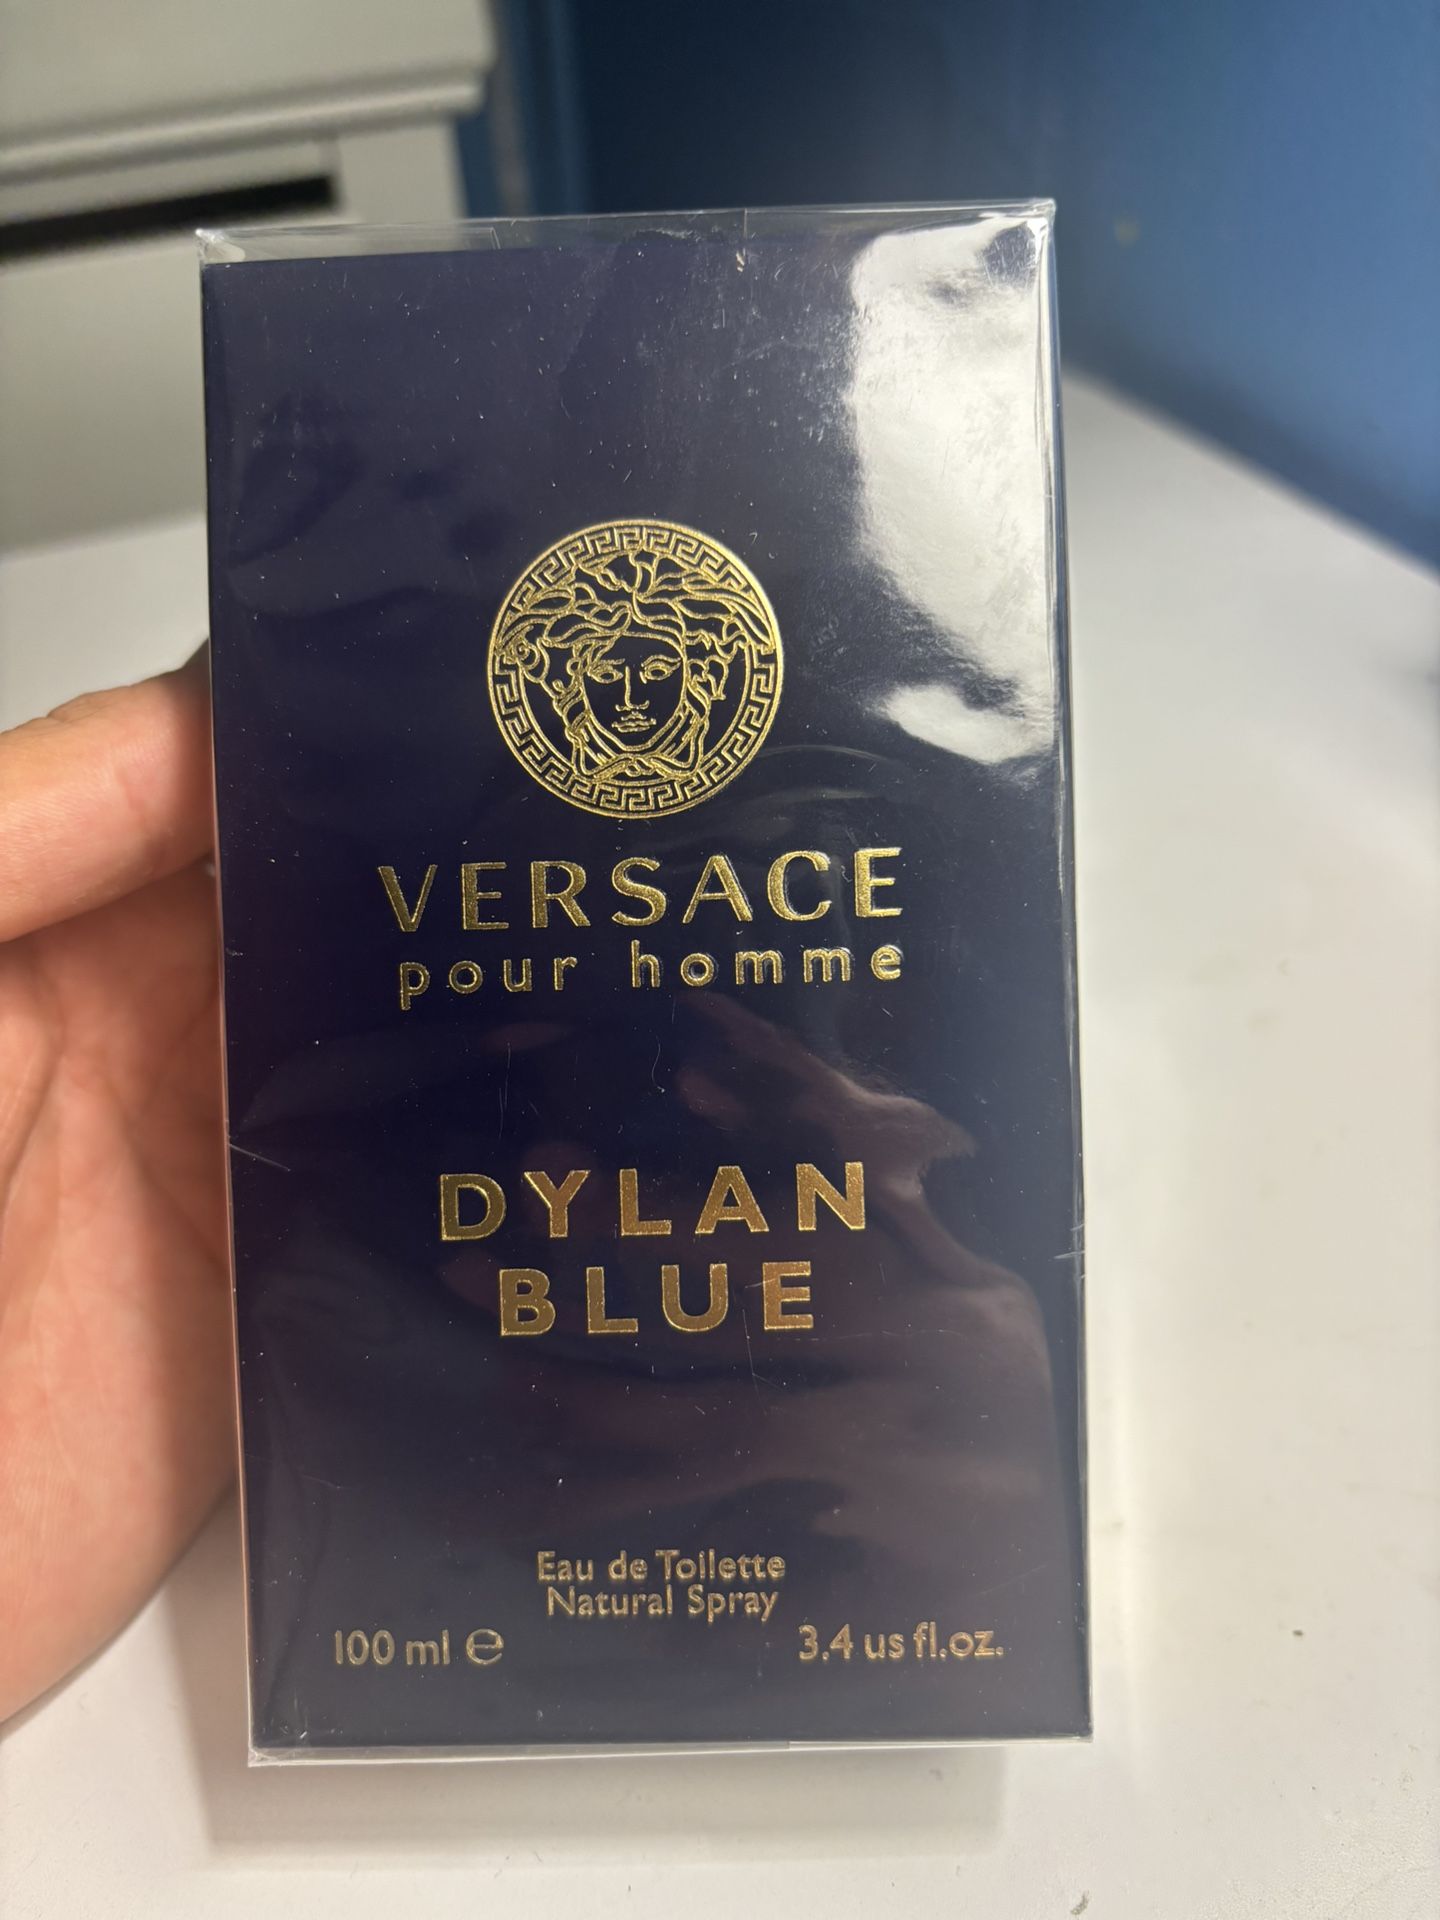 VERSACE
pour homme
DYLAN
BLUE
Eau de Toilette
Natural Spray
100 ml ℮
3.4 us fl.oz.